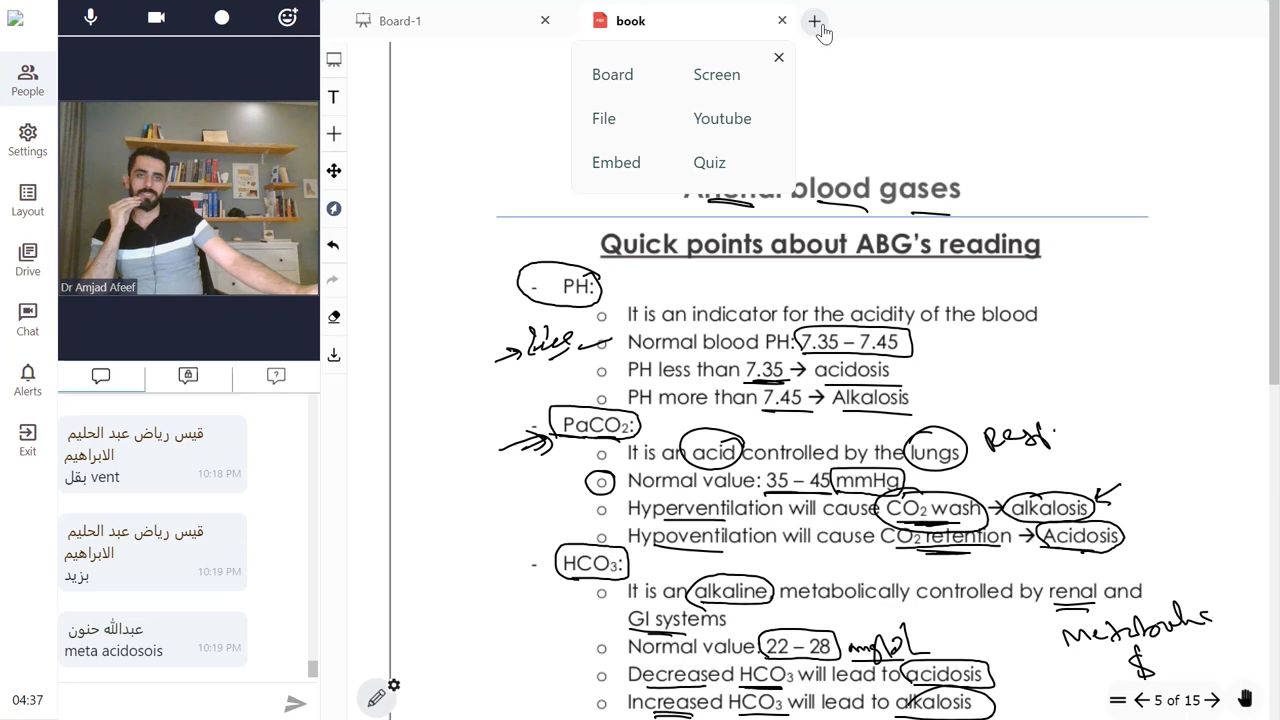 People
Settings
Layout
Drive
Chat
Alerts
Exit
04:37
Dr Amjad Afeef
قيس رياض عبد الحليم
الابراهيم
بقل vent
10:18 PM
قيس رياض عبد الحليم
الابراهيم
بزيد
10:19 PM
عبدالله حنون
meta acidosois
10:19 PM
Board-1
book
Board Screen
File Youtube
Embed Quiz
Arterial blood gases
Quick points about ABG's reading
- PH:
o It is an indicator for the acidity of the blood
o Normal blood PH: 7.35 – 7.45
o PH less than 7.35 → acidosis
o PH more than 7.45 → Alkalosis
- PaCO₂:
o It is an acid controlled by the lungs
Resp.
o Normal value: 35 – 45 mmHg
o Hyperventilation will cause CO₂ wash → alkalosis
o Hypoventilation will cause CO₂ retention → Acidosis
- HCO₃:
o It is an alkaline, metabolically controlled by renal and
GI systems
Metabolic
o Normal value: 22 – 28
o Decreased HCO₃ will lead to acidosis
o Increased HCO₃ will lead to alkalosis
5 of 15